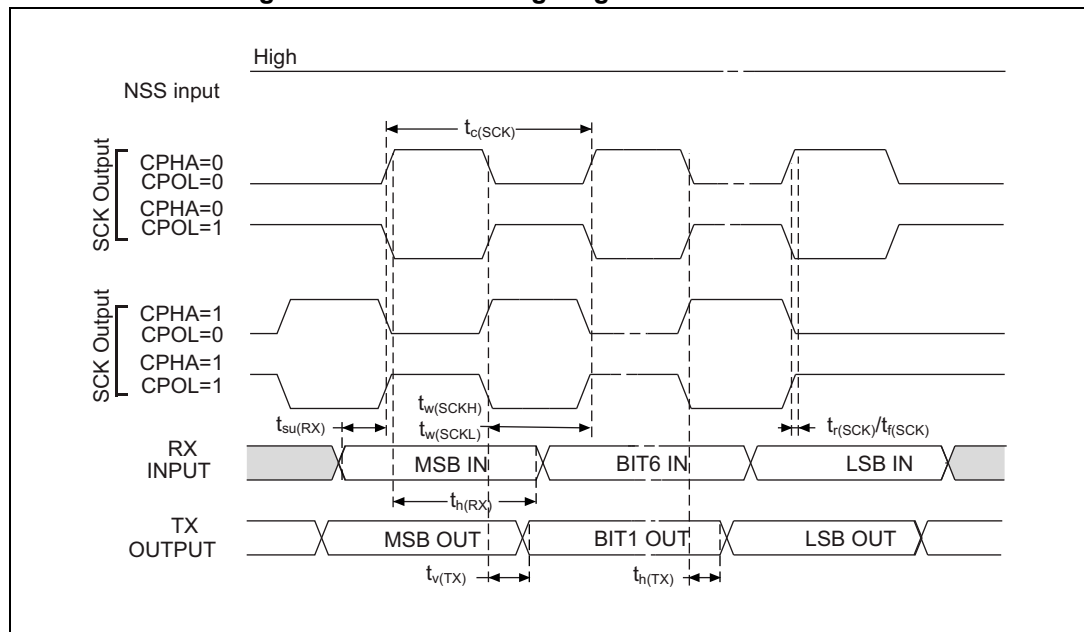 High
NSS input
tc(SCK)
SCK Output
CPHA=0
CPOL=0
CPHA=0
CPOL=1
SCK Output
CPHA=1
CPOL=0
CPHA=1
CPOL=1
tsu(RX)
tw(SCKH)
tw(SCKL)
tr(SCK)/tf(SCK)
RX
INPUT
MSB IN
BIT6 IN
LSB IN
th(RX)
TX
OUTPUT
MSB OUT
BIT1 OUT
LSB OUT
tv(TX)
th(TX)